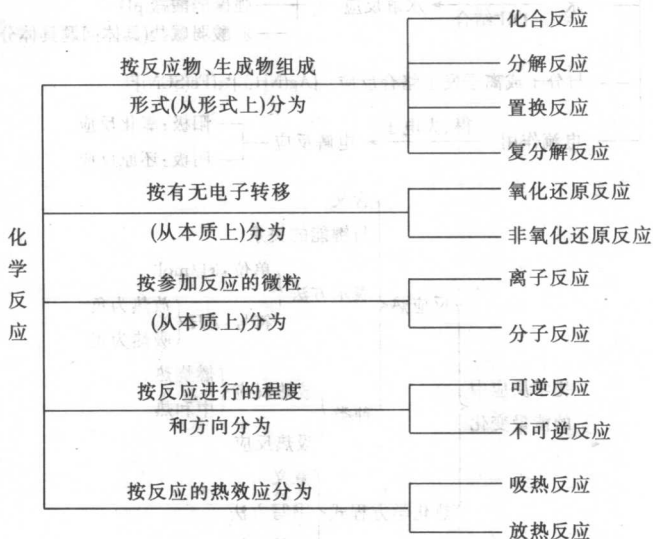 化学反应
按反应物、生成物组成
形式(从形式上)分为
化合反应
分解反应
置换反应
复分解反应
按有无电子转移
(从本质上)分为
氧化还原反应
非氧化还原反应
按参加反应的微粒
(从本质上)分为
离子反应
分子反应
按反应进行的程度
和方向分为
可逆反应
不可逆反应
按反应的热效应分为
吸热反应
放热反应